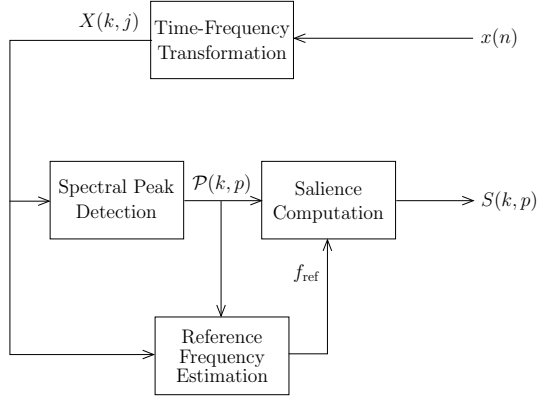 X(k, j)
Time-Frequency
Transformation
x(n)
Spectral Peak
Detection
𝒫(k, p)
Salience
Computation
S(k, p)
f_ref
Reference
Frequency
Estimation